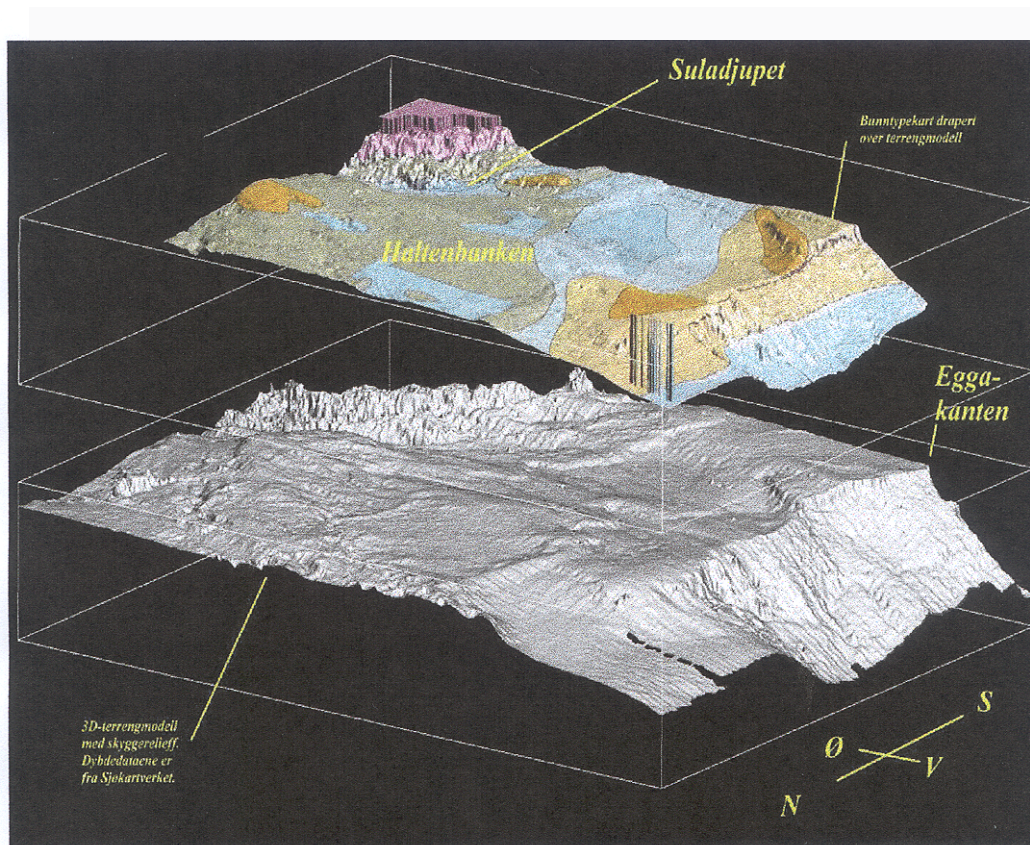 Suladjupet
Bunntypekart drapert
over terrengmodell
Haltenbanken
Egga-
kanten
3D-terrengmodell
med skyggerelieff.
Dybdedataene er
fra Sjøkartverket.
S
Ø
V
N